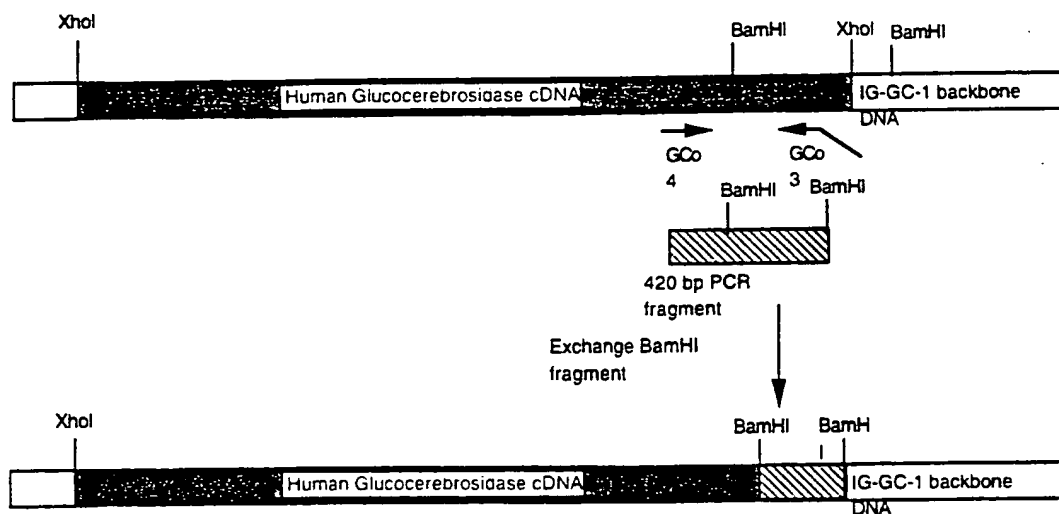 XhoI
BamHI
XhoI
BamHI
Human Glucocerebrosidase cDNA
IG-GC-1 backbone
DNA
GCo
4
GCo
3
BamHI
BamHI
420 bp PCR
fragment
Exchange BamHI
fragment
XhoI
BamHI
BamH
Human Glucocerebrosidase cDNA
IG-GC-1 backbone
DNA